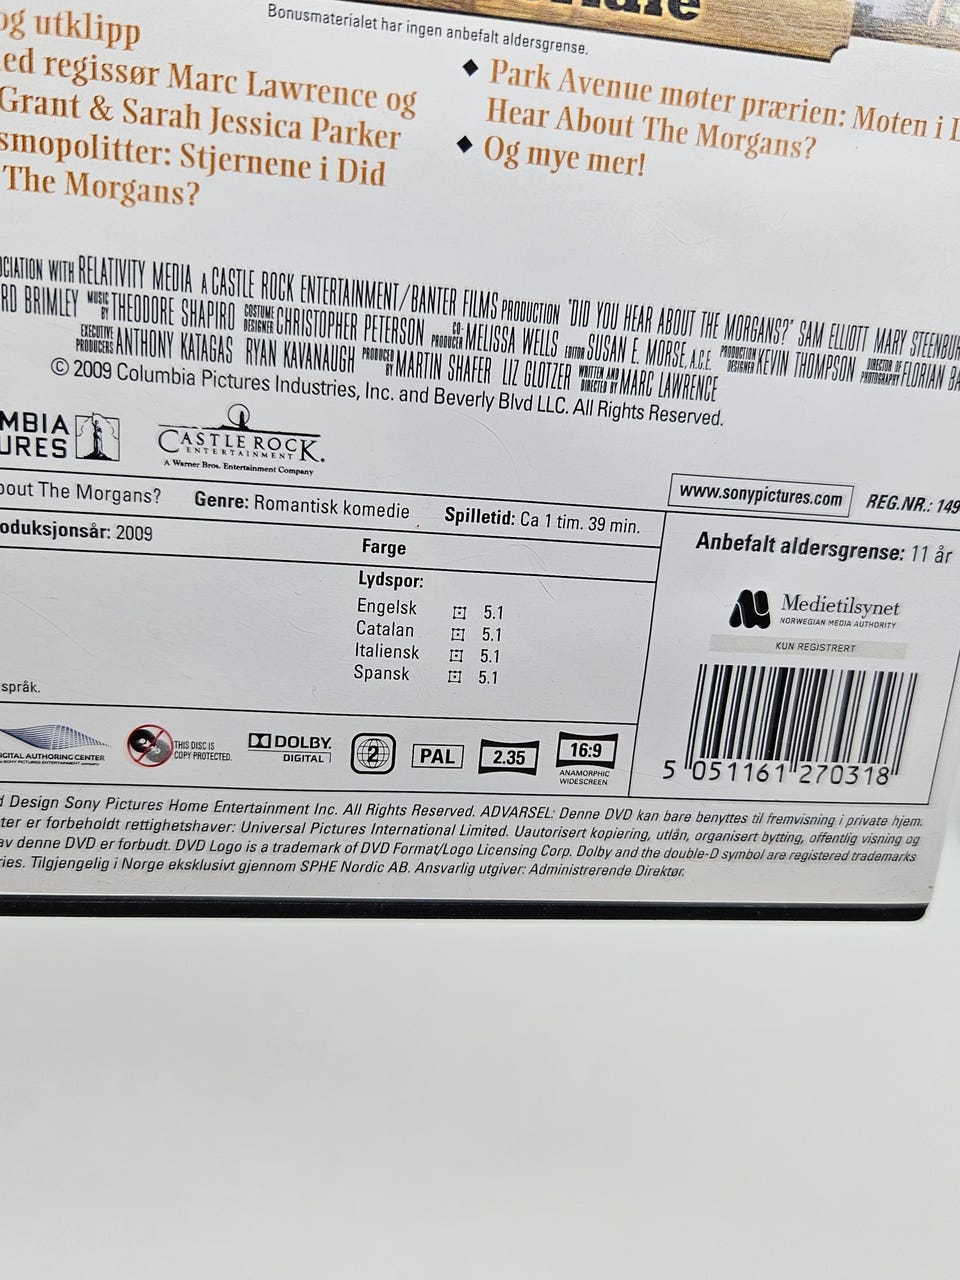 og utklipp
regissør Marc Lawrence og
Grant & Sarah Jessica Parker
Stjernene i Did
The Morgans?
Bonusmaterialet har ingen anbefalt aldersgrense.
◆ Park Avenue møter prærien: Moten i
Hear About The Morgans?
◆ Og mye mer!
WITH RELATIVITY MEDIA A CASTLE ROCK ENTERTAINMENT/BANTER FILMS PRODUCTION "DID YOU HEAR ABOUT THE MORGANS?" SAM ELLIOTT MARY
BRIMLEY MUSIC BY THEODORE SHAPIRO COSTUME DESIGNER CHRISTOPHER PETERSON CO-PRODUCER MELISSA WELLS EDITOR SUSAN E. MORSE, A.C.E. PRODUCTION DESIGNER KEVIN THOMPSON DIRECTOR OF PHOTOGRAPHY FLORIAN
EXECUTIVE PRODUCERS ANTHONY KATAGAS RYAN KAVANAUGH PRODUCED BY MARTIN SHAFER LIZ GLOTZER WRITTEN AND DIRECTED BY MARC LAWRENCE
© 2009 Columbia Pictures Industries, Inc. and Beverly Blvd LLC. All Rights Reserved.
CASTLE ROCK
ENTERTAINMENT
A Warner Bros. Entertainment Company
The Morgans? Genre: Romantisk komedie Spilletid: Ca 1 tim. 39 min.
2009
Farge
Lydspor:
Engelsk 5.1
Catalan 5.1
Italiensk 5.1
Spansk 5.1
språk.
www.sonypictures.com REG.NR.: 149
Anbefalt aldersgrense: 11 år
Medietilsynet
NORWEGIAN MEDIA AUTHORITY
KUN REGISTRERT
5 051161 270318
AUTHORING CENTER
THIS DISC IS
COPY PROTECTED.
DOLBY
DIGITAL
2
PAL
2.35
16:9
ANAMORPHIC
WIDESCREEN
Design Sony Pictures Home Entertainment Inc. All Rights Reserved. ADVARSEL: Denne DVD kan bare benyttes til fremvisning i private hjem.
er forbeholdt rettighetshaver: Universal Pictures International Limited. Uautorisert kopiering, utlån, organisert bytting, offentlig visning og
av denne DVD er forbudt. DVD Logo is a trademark of DVD Format/Logo Licensing Corp. Dolby and the double-D symbol are registered trademarks
Tilgjengelig i Norge eksklusivt gjennom SPHE Nordic AB. Ansvarlig utgiver: Administrerende Direktør.